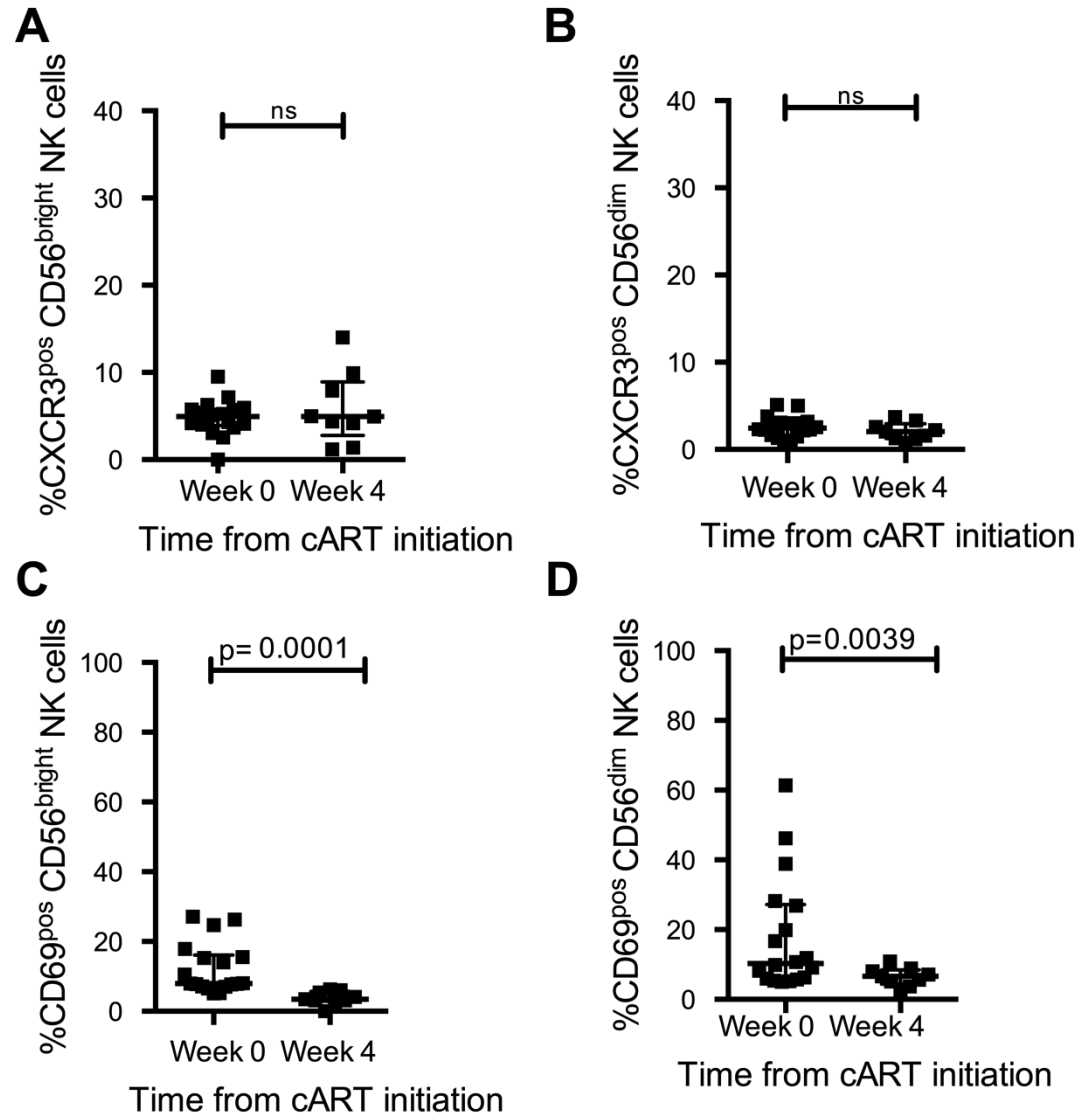 A
%CXCR3pos CD56bright NK cells
40
30
20
10
0
ns
Week 0 Week 4
Time from cART initiation
B
%CXCR3pos CD56dim NK cells
40
30
20
10
0
ns
Week 0 Week 4
Time from cART initiation
C
%CD69pos CD56bright NK cells
100
80
60
40
20
0
p= 0.0001
Week 0 Week 4
Time from cART initiation
D
%CD69pos CD56dim NK cells
100
80
60
40
20
0
p=0.0039
Week 0 Week 4
Time from cART initiation